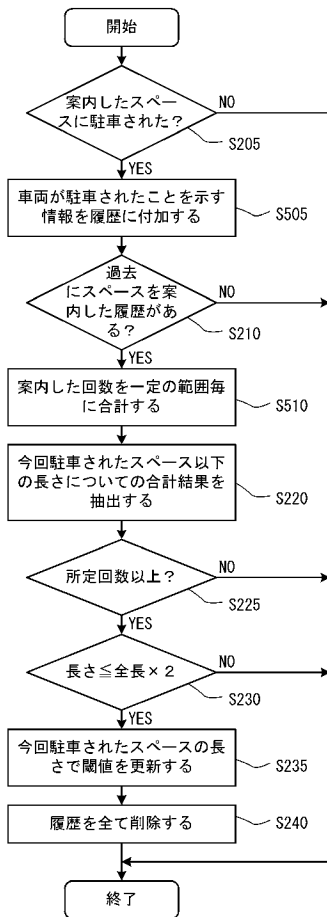 開始
案内したスペー
スに駐車された？
NO
S205
YES
車両が駐車されたことを示す
情報を履歴に付加する
S505
過去
にスペースを案
内した履歴があ
る？
NO
S210
YES
案内した回数を一定の範囲毎
に合計する
S510
今回駐車されたスペース以下
の長さについての合計結果を
抽出する
S220
所定回数以上？
NO
S225
YES
長さ≦全長×2
NO
S230
YES
今回駐車されたスペースの長
さで閾値を更新する
S235
履歴を全て削除する
S240
終了